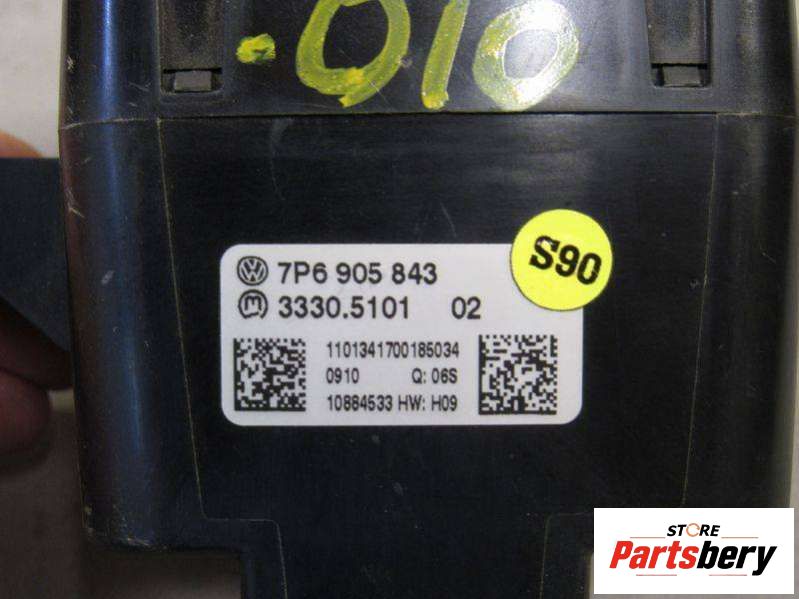 .010
S90
7P6 905 843
3330.5101 02
1101341700185034
0910 Q: 06S
10884533 HW: H09
STORE
Partsbery